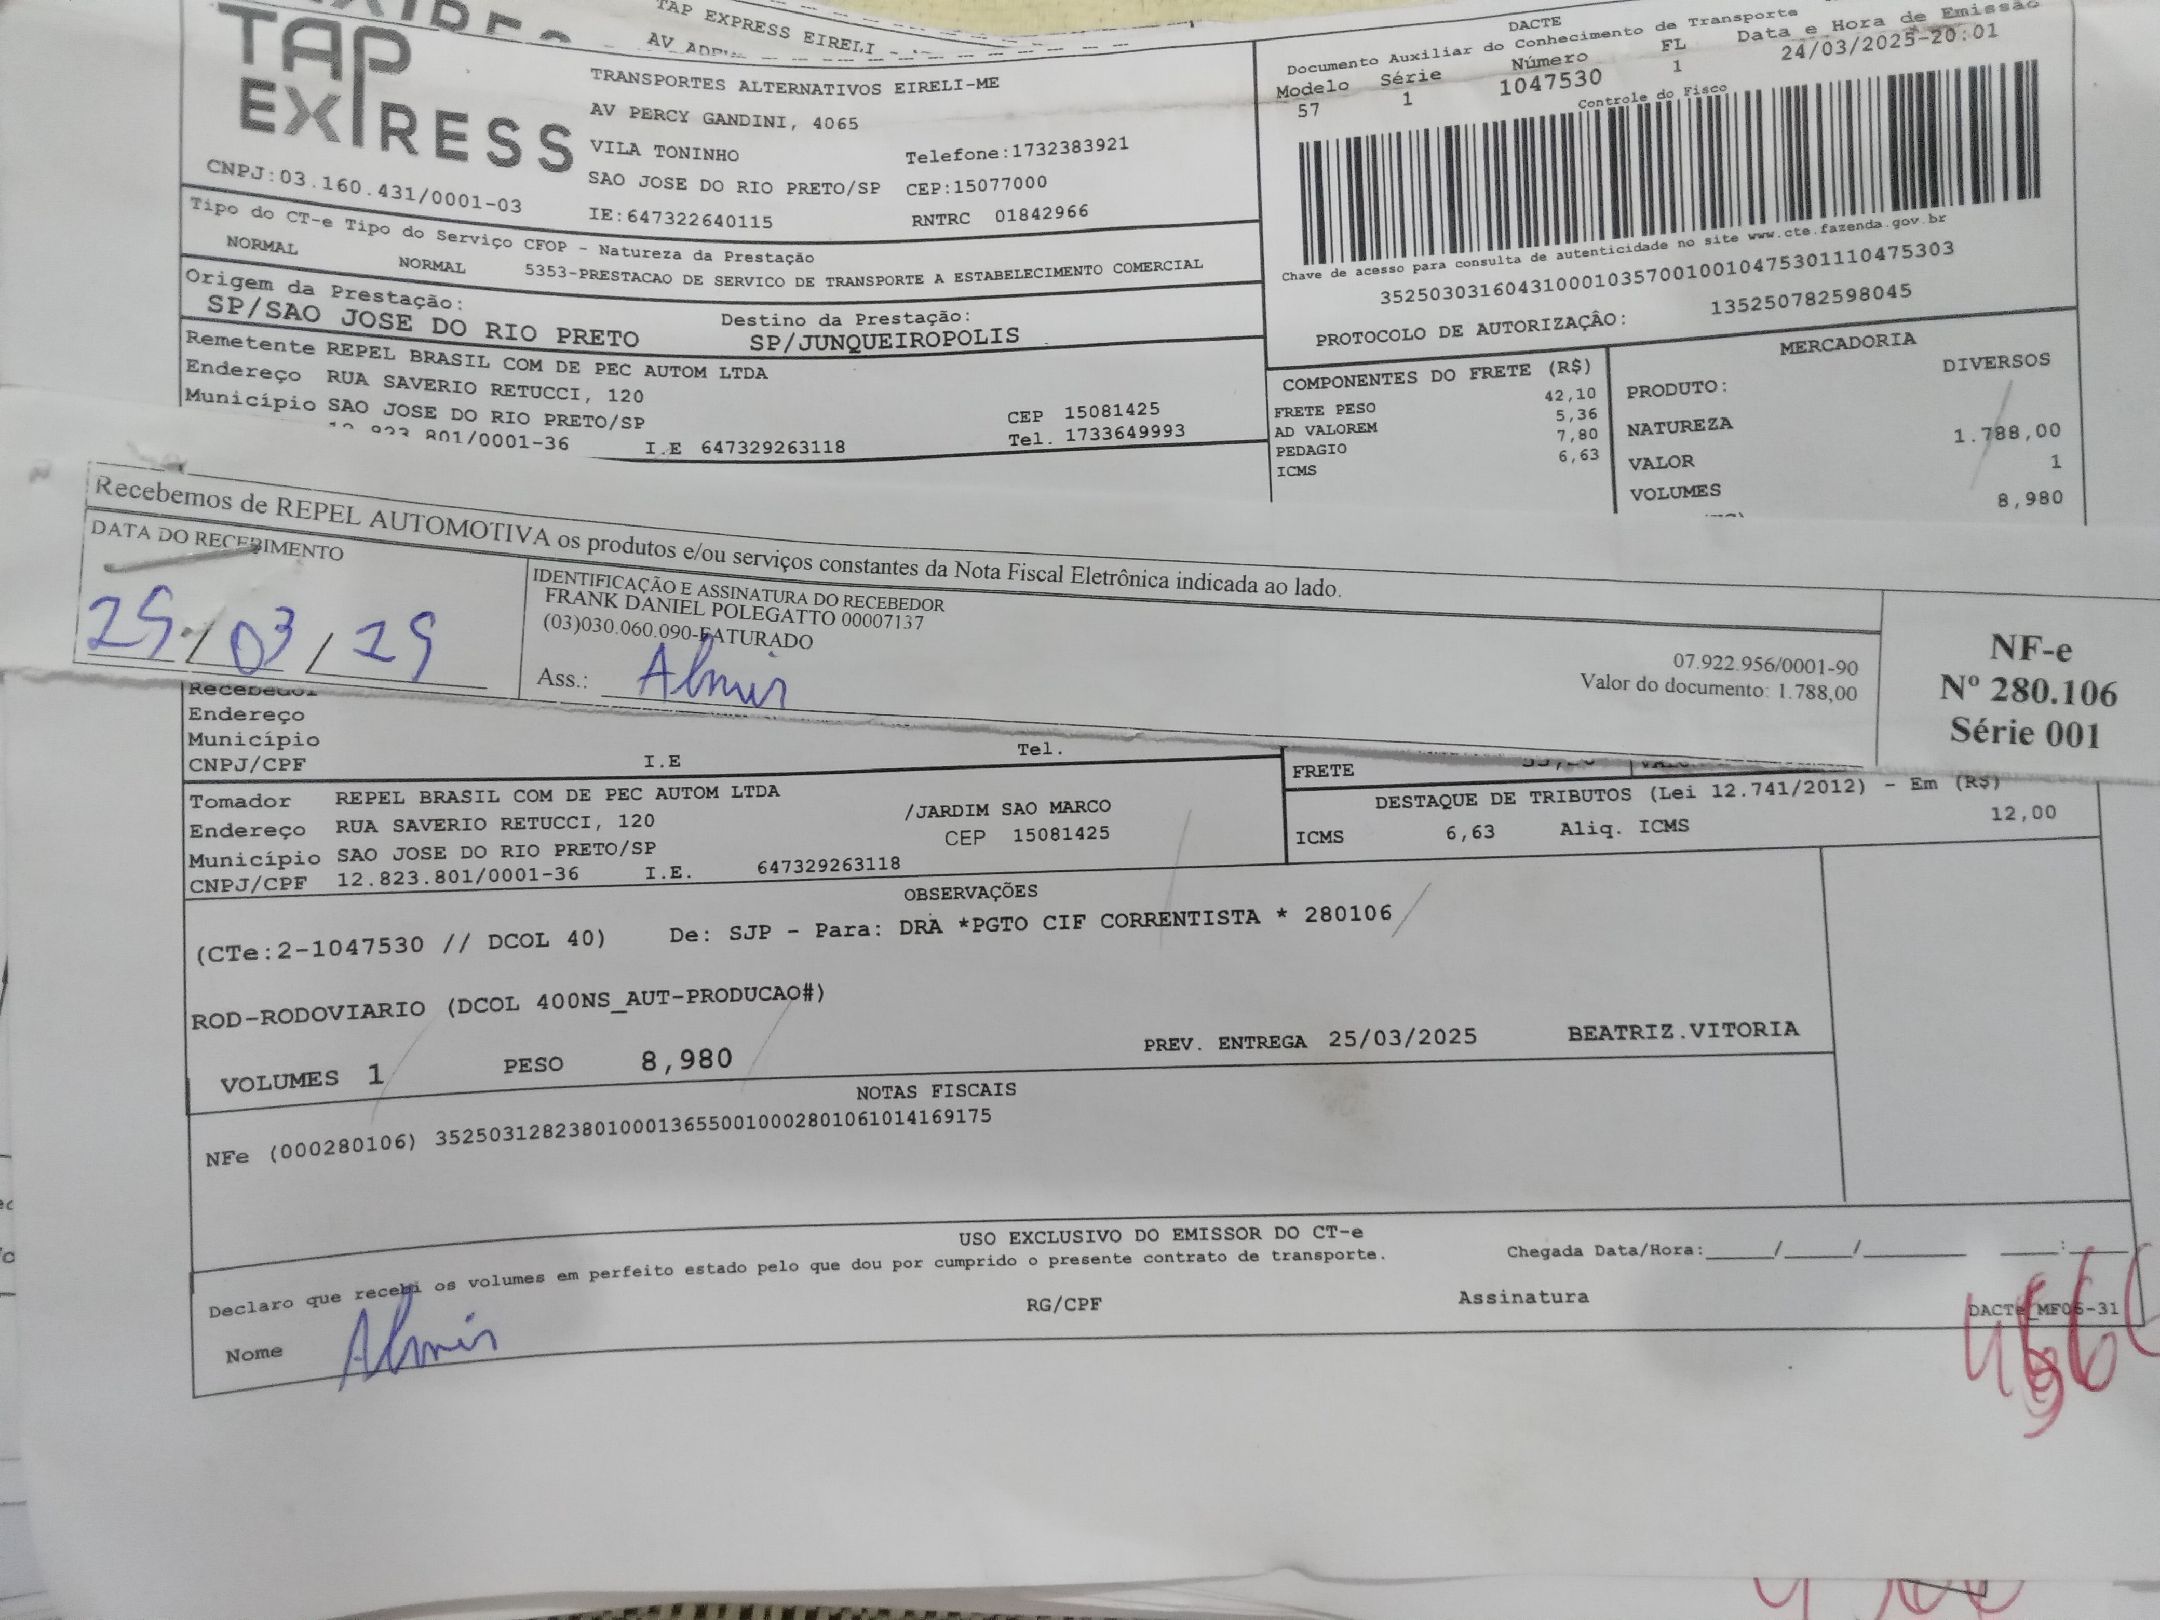 TAP EXPRESS EIRELI
TAP
EXPRESS
TRANSPORTES ALTERNATIVOS EIRELI-ME
AV PERCY GANDINI, 4065
VILA TONINHO Telefone:1732383921
SAO JOSE DO RIO PRETO/SP CEP:15077000
CNPJ:03.160.431/0001-03 IE:647322640115 RNTRC 01842966
DACTE
Documento Auxiliar do Conhecimento de Transporte
Modelo Série Número FL Data e Hora de Emissão
57 1 1047530 1 24/03/2025-20:01
Controle do Fisco
Chave de acesso para consulta de autenticidade no site www.cte.fazenda.gov.br
35250303160431000103570010010475301110475303
PROTOCOLO DE AUTORIZAÇÂO: 135250782598045
Tipo do CT-e Tipo do Serviço CFOP - Natureza da Prestação
NORMAL NORMAL 5353-PRESTACAO DE SERVICO DE TRANSPORTE A ESTABELECIMENTO COMERCIAL
Origem da Prestação: Destino da Prestação:
SP/SAO JOSE DO RIO PRETO SP/JUNQUEIROPOLIS
Remetente REPEL BRASIL COM DE PEC AUTOM LTDA
Endereço RUA SAVERIO RETUCCI, 120
Município SAO JOSE DO RIO PRETO/SP CEP 15081425
12.823.801/0001-36 I.E 647329263118 Tel. 1733649993
COMPONENTES DO FRETE (R$)
FRETE PESO 42,10
AD VALOREM 5,36
PEDAGIO 7,80
ICMS 6,63
MERCADORIA
PRODUTO: DIVERSOS
NATUREZA
VALOR 1.788,00
VOLUMES 1
8,980
Recebemos de REPEL AUTOMOTIVA os produtos e/ou serviços constantes da Nota Fiscal Eletrônica indicada ao lado.
DATA DO RECEBIMENTO
25/03/25
IDENTIFICAÇÃO E ASSINATURA DO RECEBEDOR
FRANK DANIEL POLEGATTO 00007137
(03)030.060.090-FATURADO
Ass.: Almir
07.922.956/0001-90
Valor do documento: 1.788,00
NF-e
Nº 280.106
Série 001
Recebedor
Endereço
Município
CNPJ/CPF I.E Tel.
FRETE
Tomador REPEL BRASIL COM DE PEC AUTOM LTDA
Endereço RUA SAVERIO RETUCCI, 120 /JARDIM SAO MARCO
Município SAO JOSE DO RIO PRETO/SP CEP 15081425
CNPJ/CPF 12.823.801/0001-36 I.E. 647329263118
DESTAQUE DE TRIBUTOS (Lei 12.741/2012) - Em (R$)
ICMS 6,63 Aliq. ICMS 12,00
OBSERVAÇÕES
(CTe:2-1047530 // DCOL 40) De: SJP - Para: DRA *PGTO CIF CORRENTISTA * 280106
ROD-RODOVIARIO (DCOL 400NS_AUT-PRODUCAO#)
VOLUMES 1 PESO 8,980 PREV. ENTREGA 25/03/2025 BEATRIZ.VITORIA
NOTAS FISCAIS
NFe (000280106) 35250312823801000136550010002801061014169175
USO EXCLUSIVO DO EMISSOR DO CT-e
Declaro que recebi os volumes em perfeito estado pelo que dou por cumprido o presente contrato de transporte. Chegada Data/Hora:_____/_____/________ ____:____
Nome Almir RG/CPF Assinatura DACTe_MF06-31